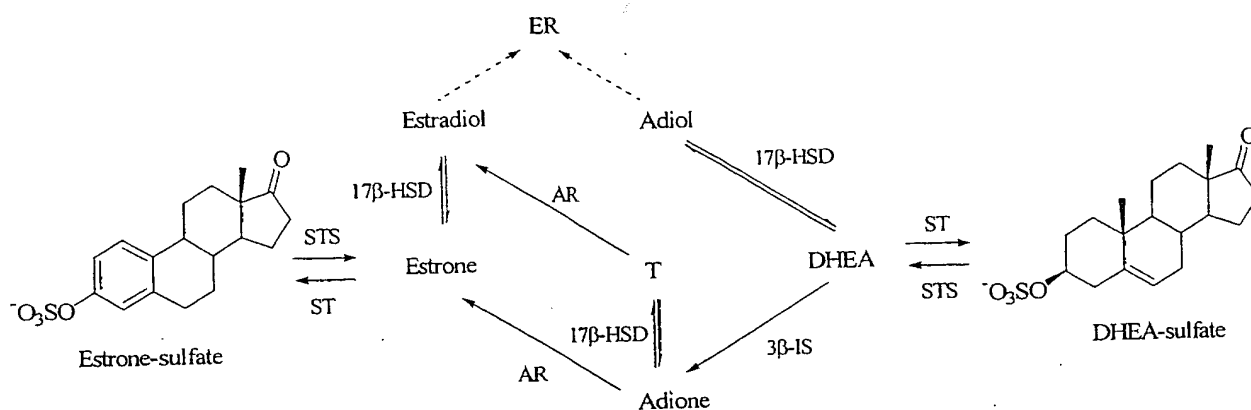 ER
Estradiol
Adiol
17β-HSD
17β-HSD
AR
O
O
STS
ST
Estrone
T
DHEA
ST
STS
⁻O₃SO
Estrone-sulfate
17β-HSD
3β-IS
⁻O₃SO
DHEA-sulfate
AR
Adione